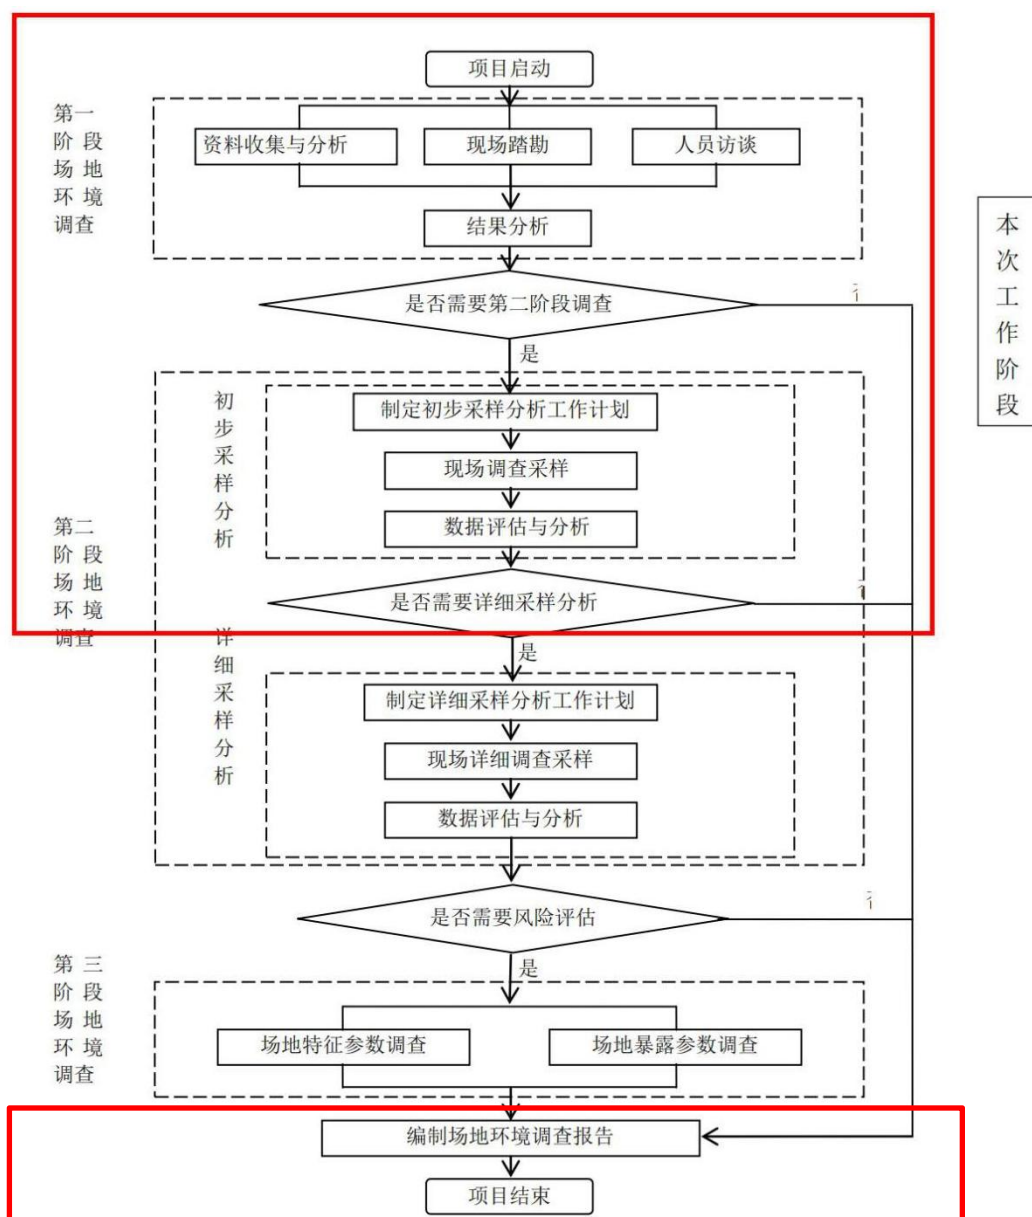 项目启动
第一
阶 段
场 地
环 境
调查
资料收集与分析
现场踏勘
人员访谈
结果分析
本
次
工
作
阶
段
是否需要第二阶段调查
是
初
步
采
样
分
析
制定初步采样分析工作计划
现场调查采样
数据评估与分析
第二
阶 段
场 地
环 境
调查
是否需要详细采样分析
是
详
细
采
样
分
析
制定详细采样分析工作计划
现场详细调查采样
数据评估与分析
是否需要风险评估
是
第 三
阶 段
场 地
环 境
调查
场地特征参数调查
场地暴露参数调查
编制场地环境调查报告
项目结束